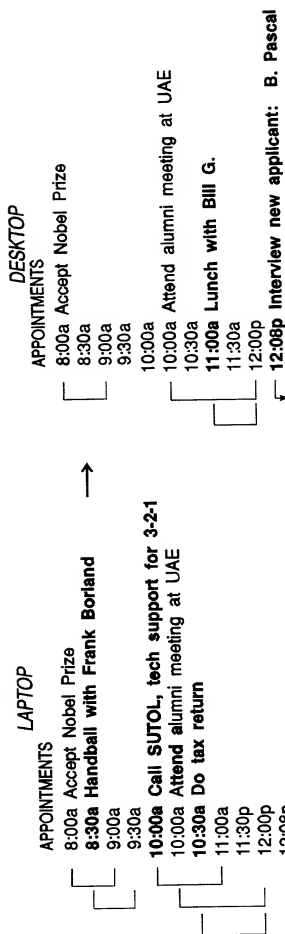 LAPTOP
APPOINTMENTS
8:00a Accept Nobel Prize
8:30a Handball with Frank Borland
9:00a
9:30a
10:00a Call SUTOL, tech support for 3-2-1
10:00a Attend alumni meeting at UAE
10:30a Do tax return
11:00a
11:30p
12:00p
12:08p
DESKTOP
APPOINTMENTS
8:00a Accept Nobel Prize
8:30a
9:00a
9:30a
10:00a
10:00a Attend alumni meeting at UAE
10:30a
11:00a Lunch with Bill G.
11:30a
12:00p
12:08p Interview new applicant: B. Pascal